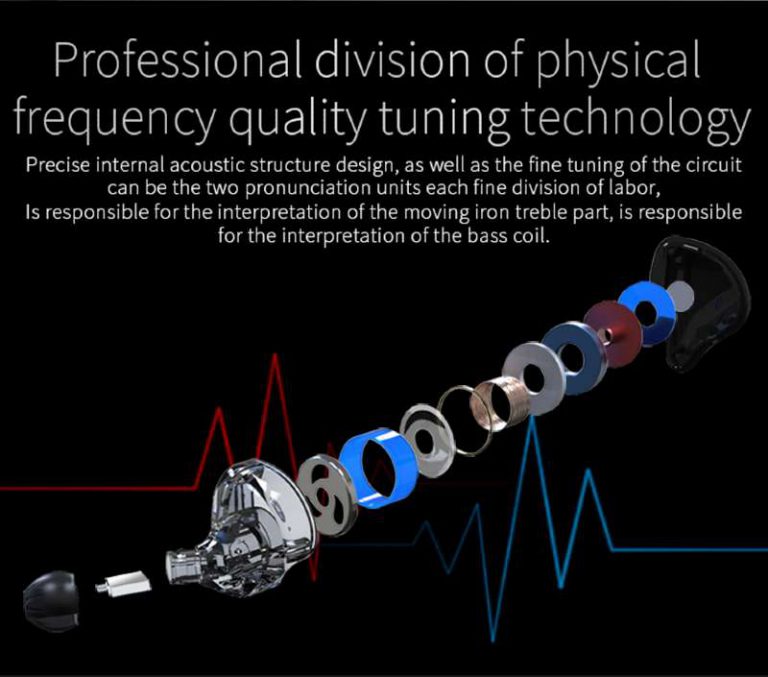 Professional division of physical
frequency quality tuning technology
Precise internal acoustic structure design, as well as the fine tuning of the circuit
can be the two pronunciation units each fine division of labor,
Is responsible for the interpretation of the moving iron treble part, is responsible
for the interpretation of the bass coil.